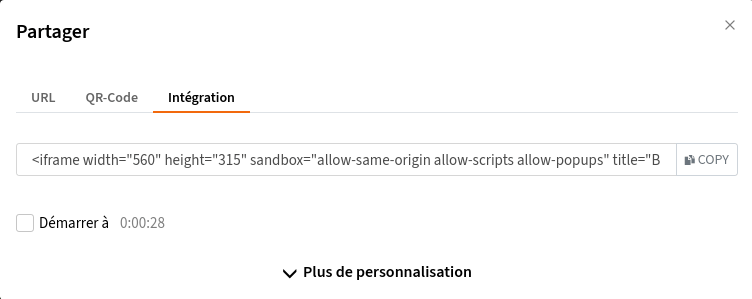 Partager
×
URL QR-Code Intégration
<iframe width="560" height="315" sandbox="allow-same-origin allow-scripts allow-popups" title="B COPY
Démarrer à 0:00:28
Plus de personnalisation